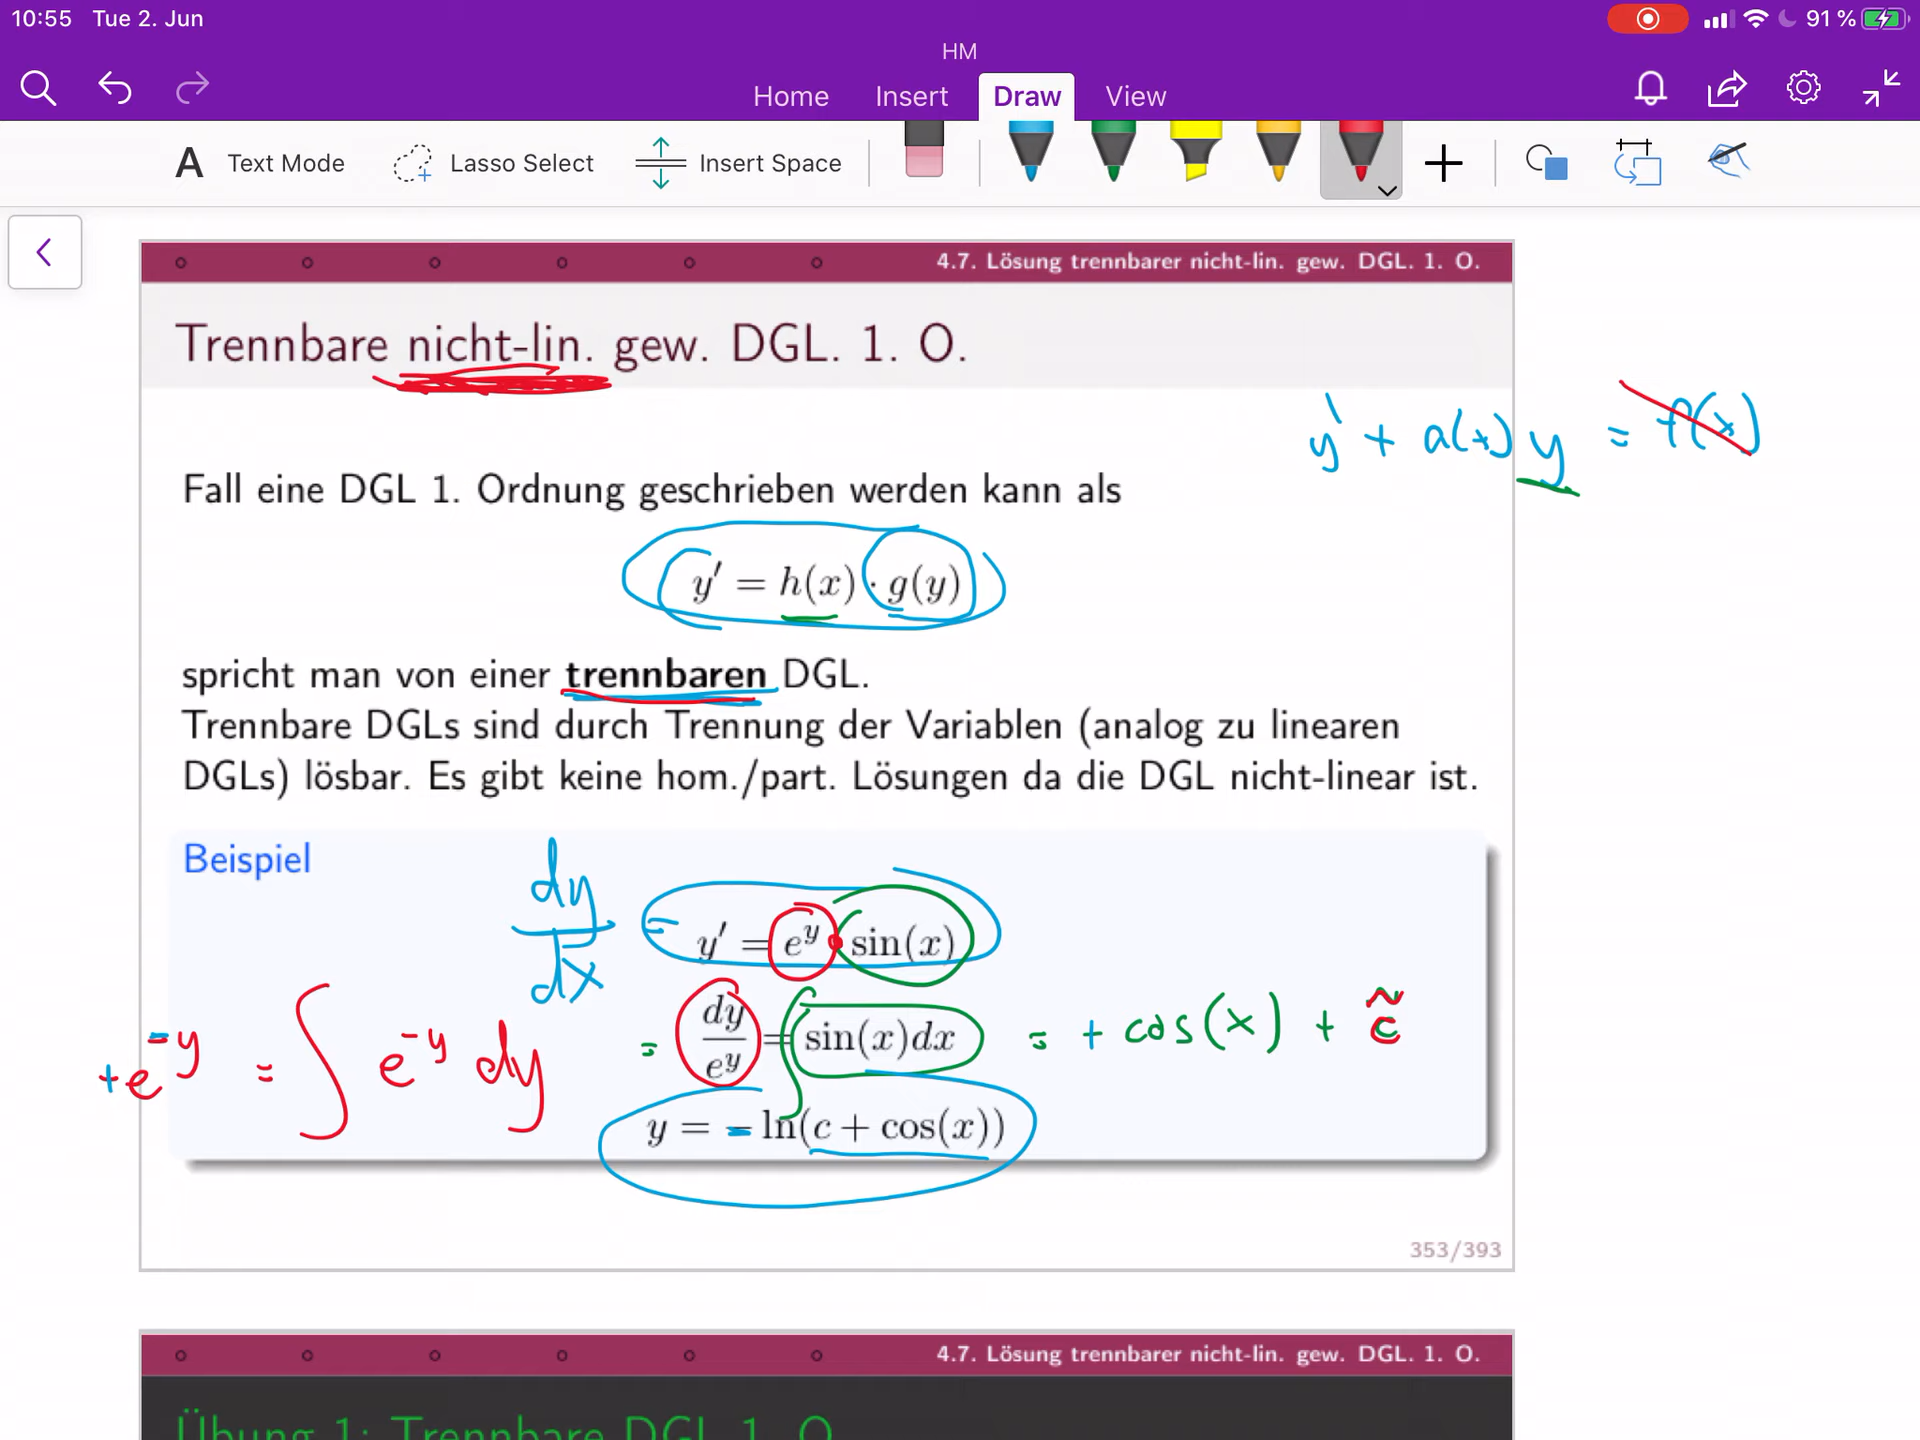 10:55 Tue 2. Jun 91 %
HM
Home Insert Draw View
A Text Mode Lasso Select Insert Space
4.7. Lösung trennbarer nicht-lin. gew. DGL. 1. O.
Trennbare nicht-lin. gew. DGL. 1. O.
y' + a(x) y = f(x)
Fall eine DGL 1. Ordnung geschrieben werden kann als
y′ = h(x) · g(y)
spricht man von einer trennbaren DGL.
Trennbare DGLs sind durch Trennung der Variablen (analog zu linearen
DGLs) lösbar. Es gibt keine hom./part. Lösungen da die DGL nicht-linear ist.
Beispiel
dy/dx = y′ = e^y · sin(x)
+e^-y = ∫ e^-y dy = dy/e^y = ∫ sin(x)dx = + cos(x) + c̃
y = − ln(c + cos(x))
353/393
4.7. Lösung trennbarer nicht-lin. gew. DGL. 1. O.
Übung 1: Trennbare DGL 1. O.